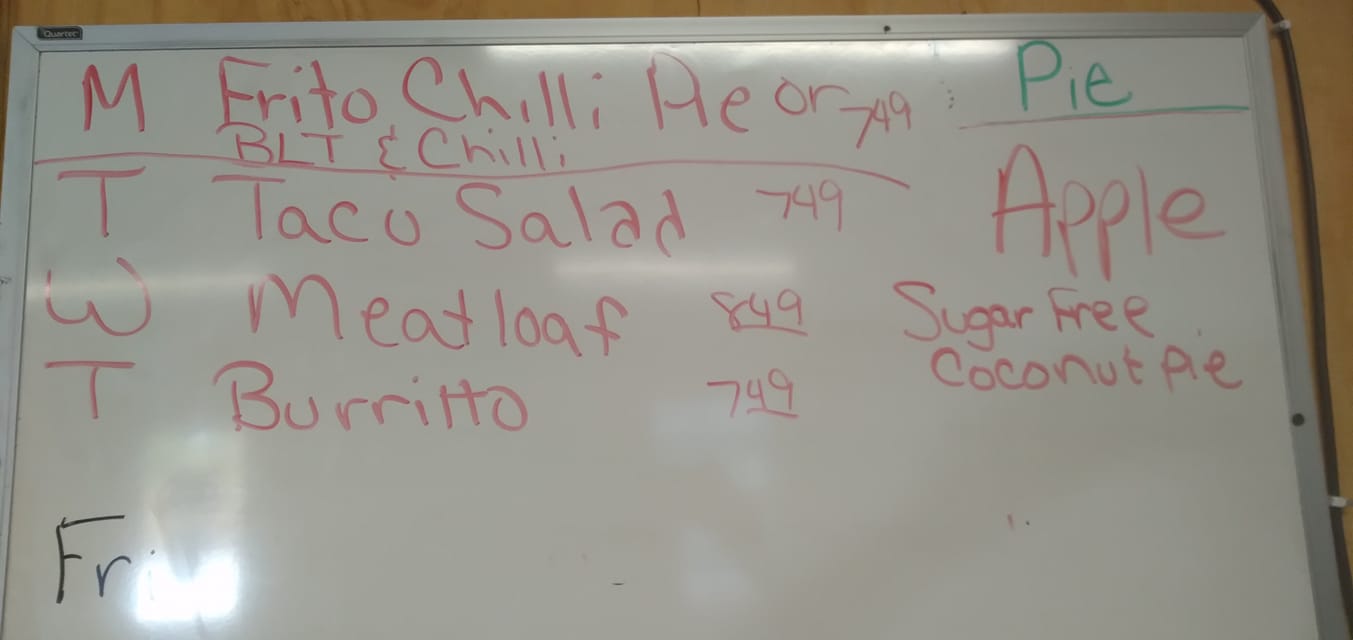 Quartet
M Frito Chilli Pie or 749
BLT & Chilli
T Taco Salad 749
W Meatloaf 849
T Burritto 749
Fri
Pie
Apple
Sugar Free
Coconut Pie